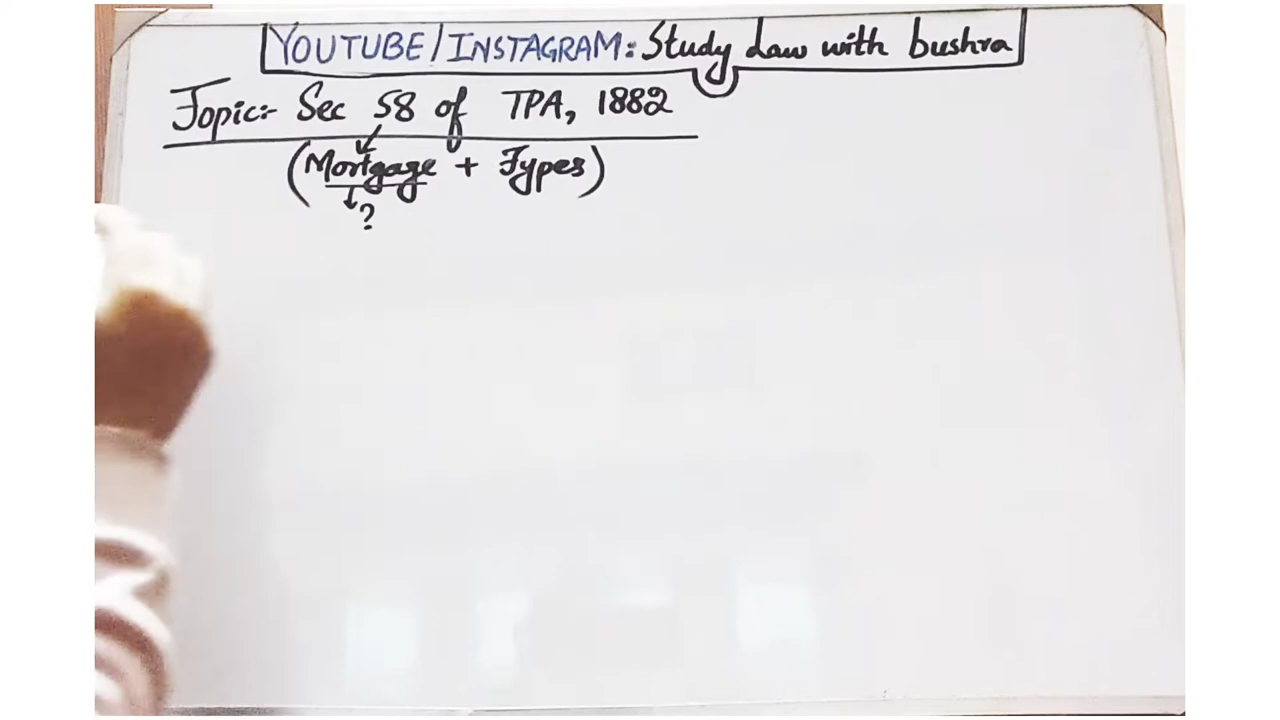 YOUTUBE/INSTAGRAM: Study Law with bushra
Topic:- Sec 58 of TPA, 1882
(Mortgage + Types)
?